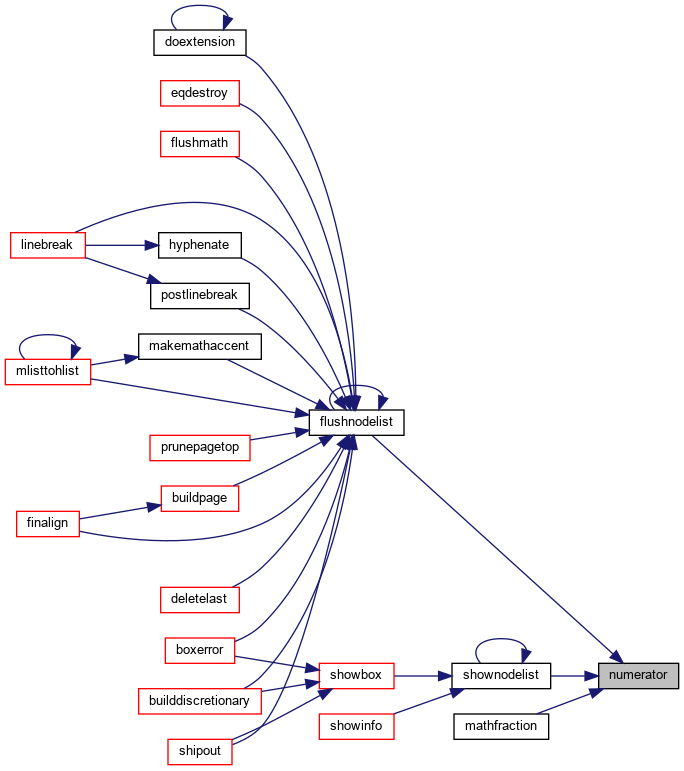 doextension
eqdestroy
flushmath
linebreak
hyphenate
postlinebreak
makemathaccent
mlisttohlist
flushnodelist
prunepagetop
buildpage
finalign
deletelast
boxerror
showbox
shownodelist
numerator
builddiscretionary
showinfo
mathfraction
shipout